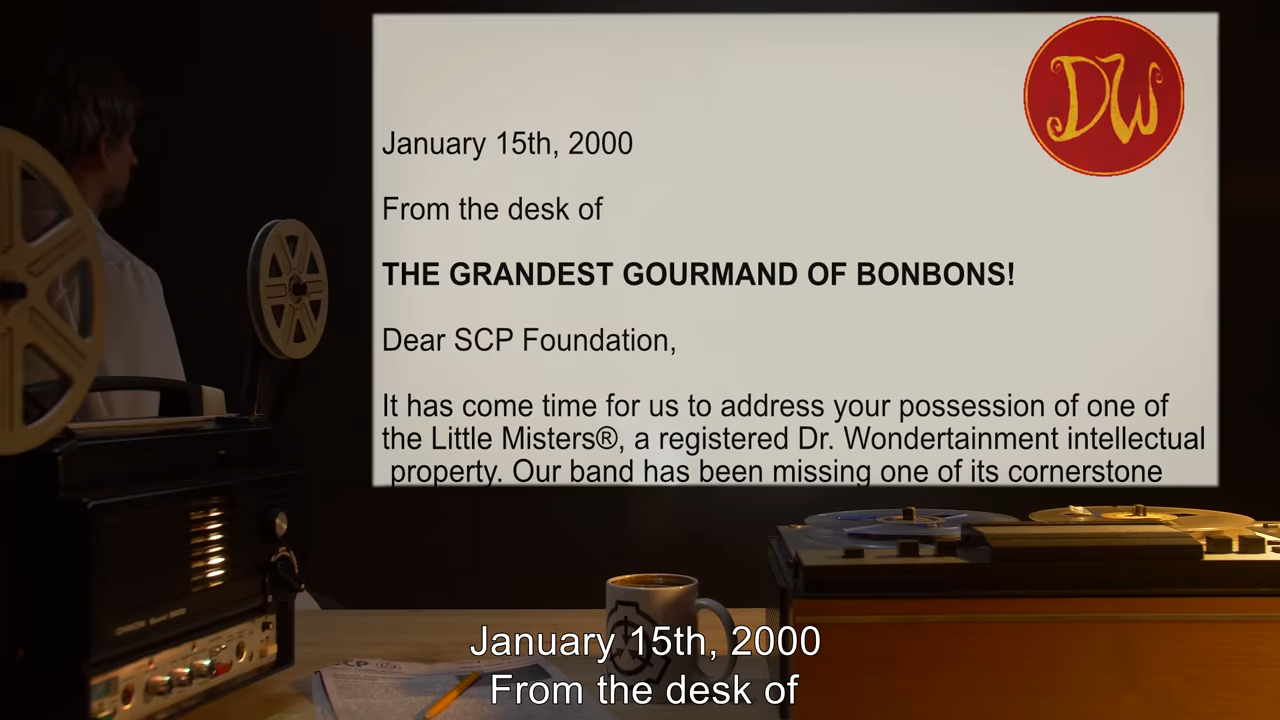 DW
January 15th, 2000
From the desk of
THE GRANDEST GOURMAND OF BONBONS!
Dear SCP Foundation,
It has come time for us to address your possession of one of
the Little Misters®, a registered Dr. Wondertainment intellectual
property. Our band has been missing one of its cornerstone
January 15th, 2000
From the desk of